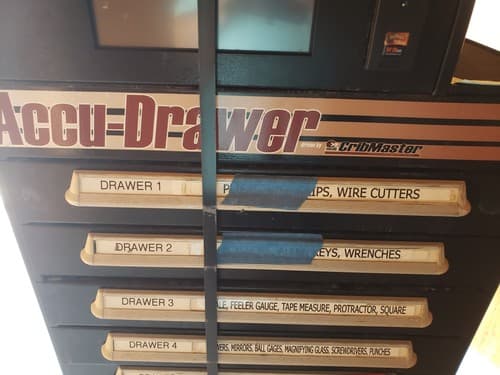 Accu-Drawer
CribMaster
DRAWER 1 IPS, WIRE CUTTERS
DRAWER 2 KEYS, WRENCHES
DRAWER 3 LE, FEELER GAUGE, TAPE MEASURE, PROTRACTOR, SQUARE
DRAWER 4 ERS, MIRRORS, BALL GAGES, MAGNIFYING GLASS, SCREWDRIVERS, PUNCHES